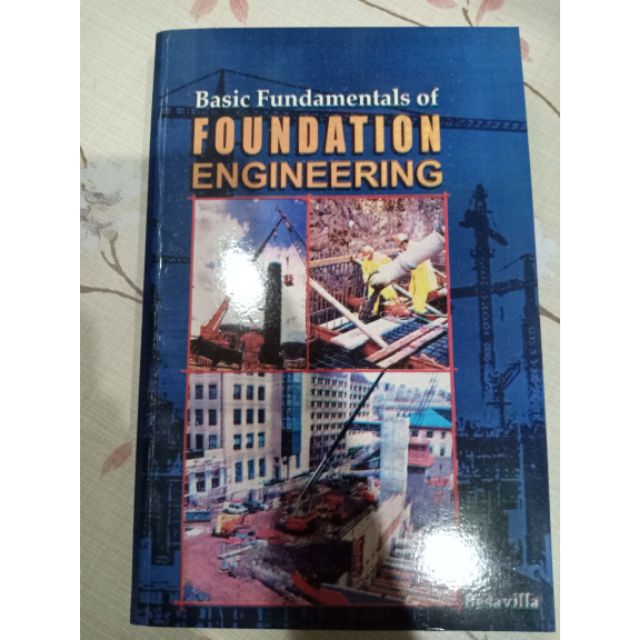 Basic Fundamentals of
FOUNDATION
ENGINEERING
Besavilla